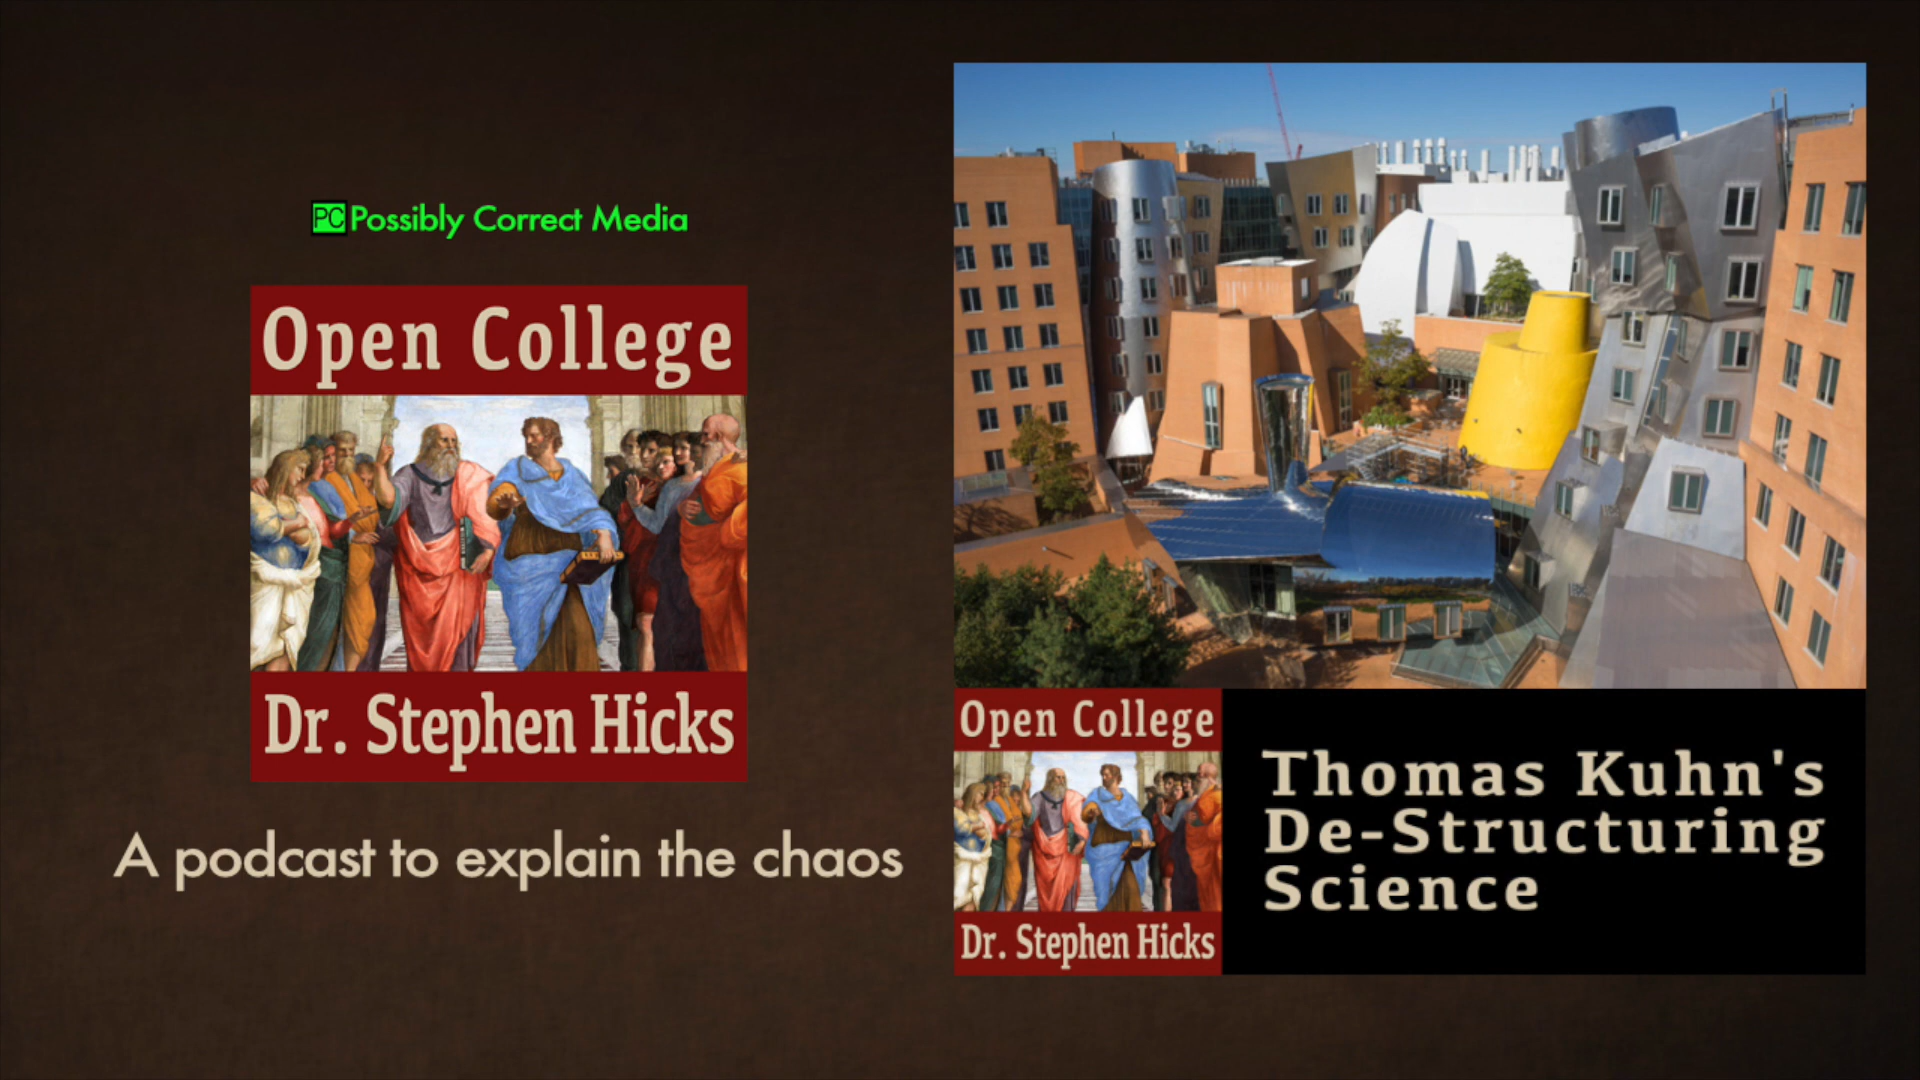 PC Possibly Correct Media
Open College
Dr. Stephen Hicks
A podcast to explain the chaos
Open College
Dr. Stephen Hicks
Thomas Kuhn's
De-Structuring
Science